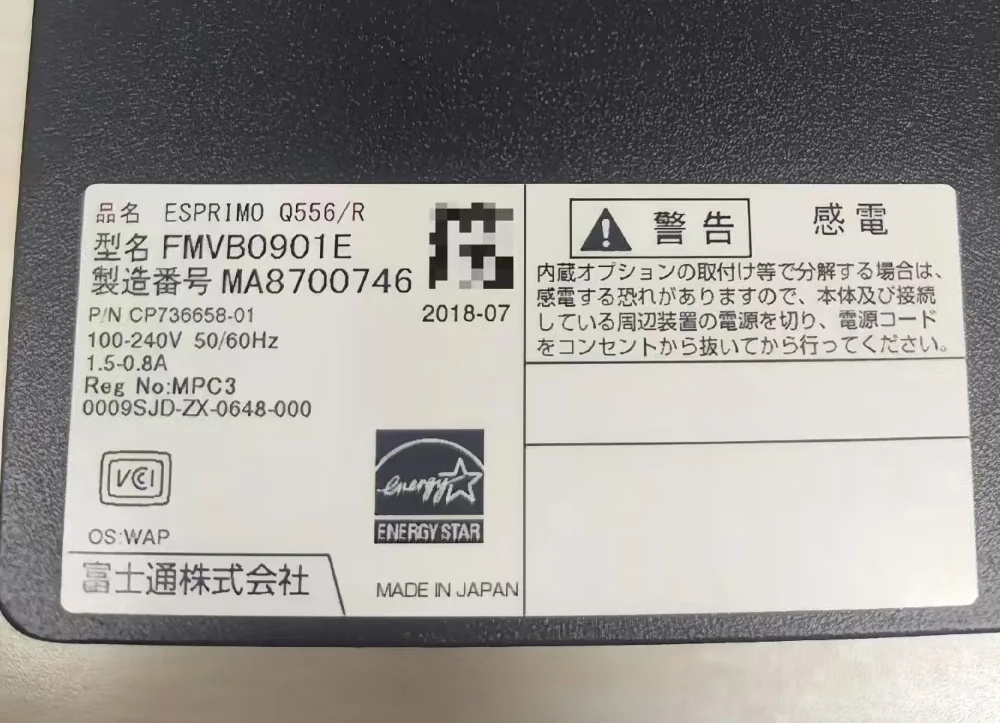 品名 ESPRIMO Q556/R
型名 FMVB0901E
製造番号 MA8700746
2018-07
P/N CP736658-01
100-240V 50/60Hz
1.5-0.8A
Reg No:MPC3
0009SJD-ZX-0648-000
VCI
energy
ENERGY STAR
OS:WAP
富士通株式会社
MADE IN JAPAN
警告 感電
内蔵オプションの取付け等で分解する場合は、
感電する恐れがありますので、本体及び接続
している周辺装置の電源を切り、電源コード
をコンセントから抜いてから行ってください。